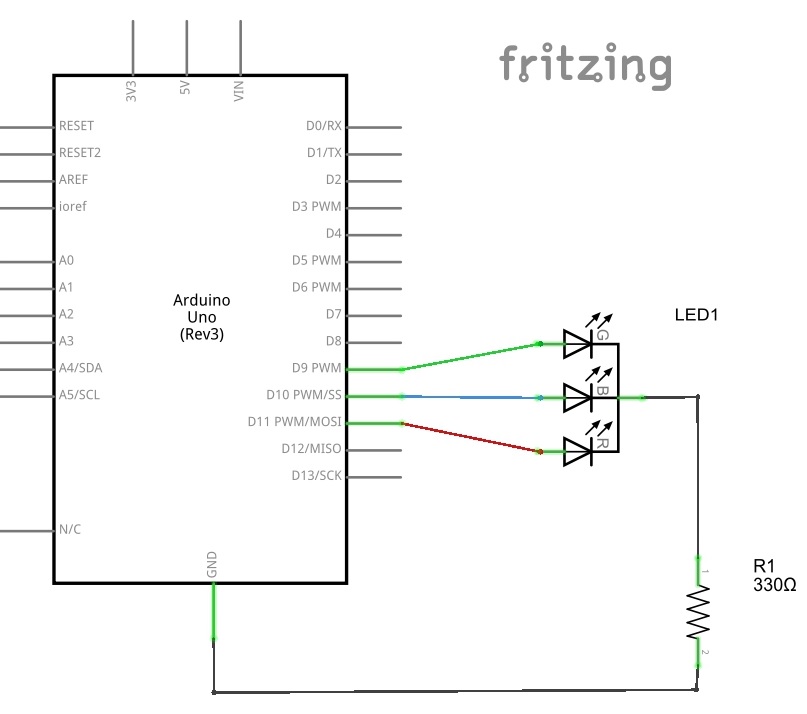 fritzing
3V3
5V
VIN
RESET
RESET2
AREF
ioref
A0
A1
A2
A3
A4/SDA
A5/SCL
N/C
Arduino
Uno
(Rev3)
D0/RX
D1/TX
D2
D3 PWM
D4
D5 PWM
D6 PWM
D7
D8
D9 PWM
D10 PWM/SS
D11 PWM/MOSI
D12/MISO
D13/SCK
GND
LED1
G
B
R
1
R1
330Ω
2